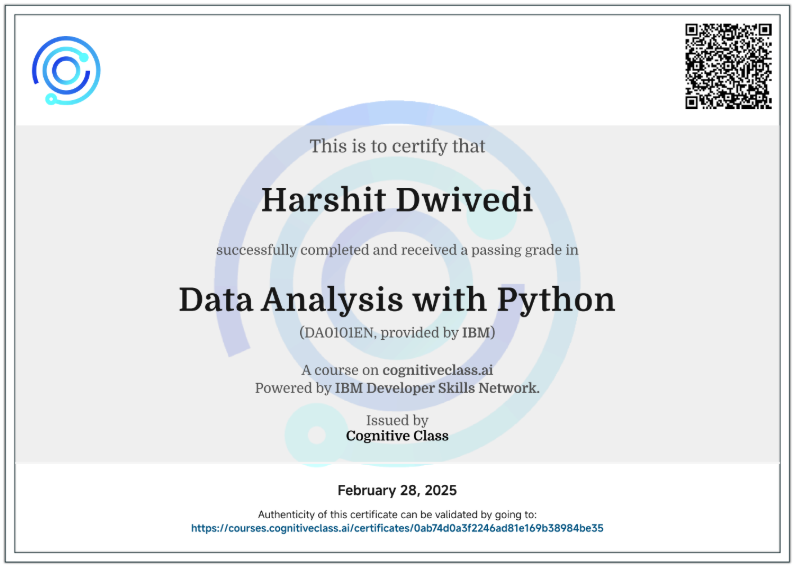 This is to certify that
Harshit Dwivedi
successfully completed and received a passing grade in
Data Analysis with Python
(DA0101EN, provided by IBM)
A course on cognitiveclass.ai
Powered by IBM Developer Skills Network.
Issued by
Cognitive Class
February 28, 2025
Authenticity of this certificate can be validated by going to:
https://courses.cognitiveclass.ai/certificates/0ab74d0a3f2246ad81e169b38984be35